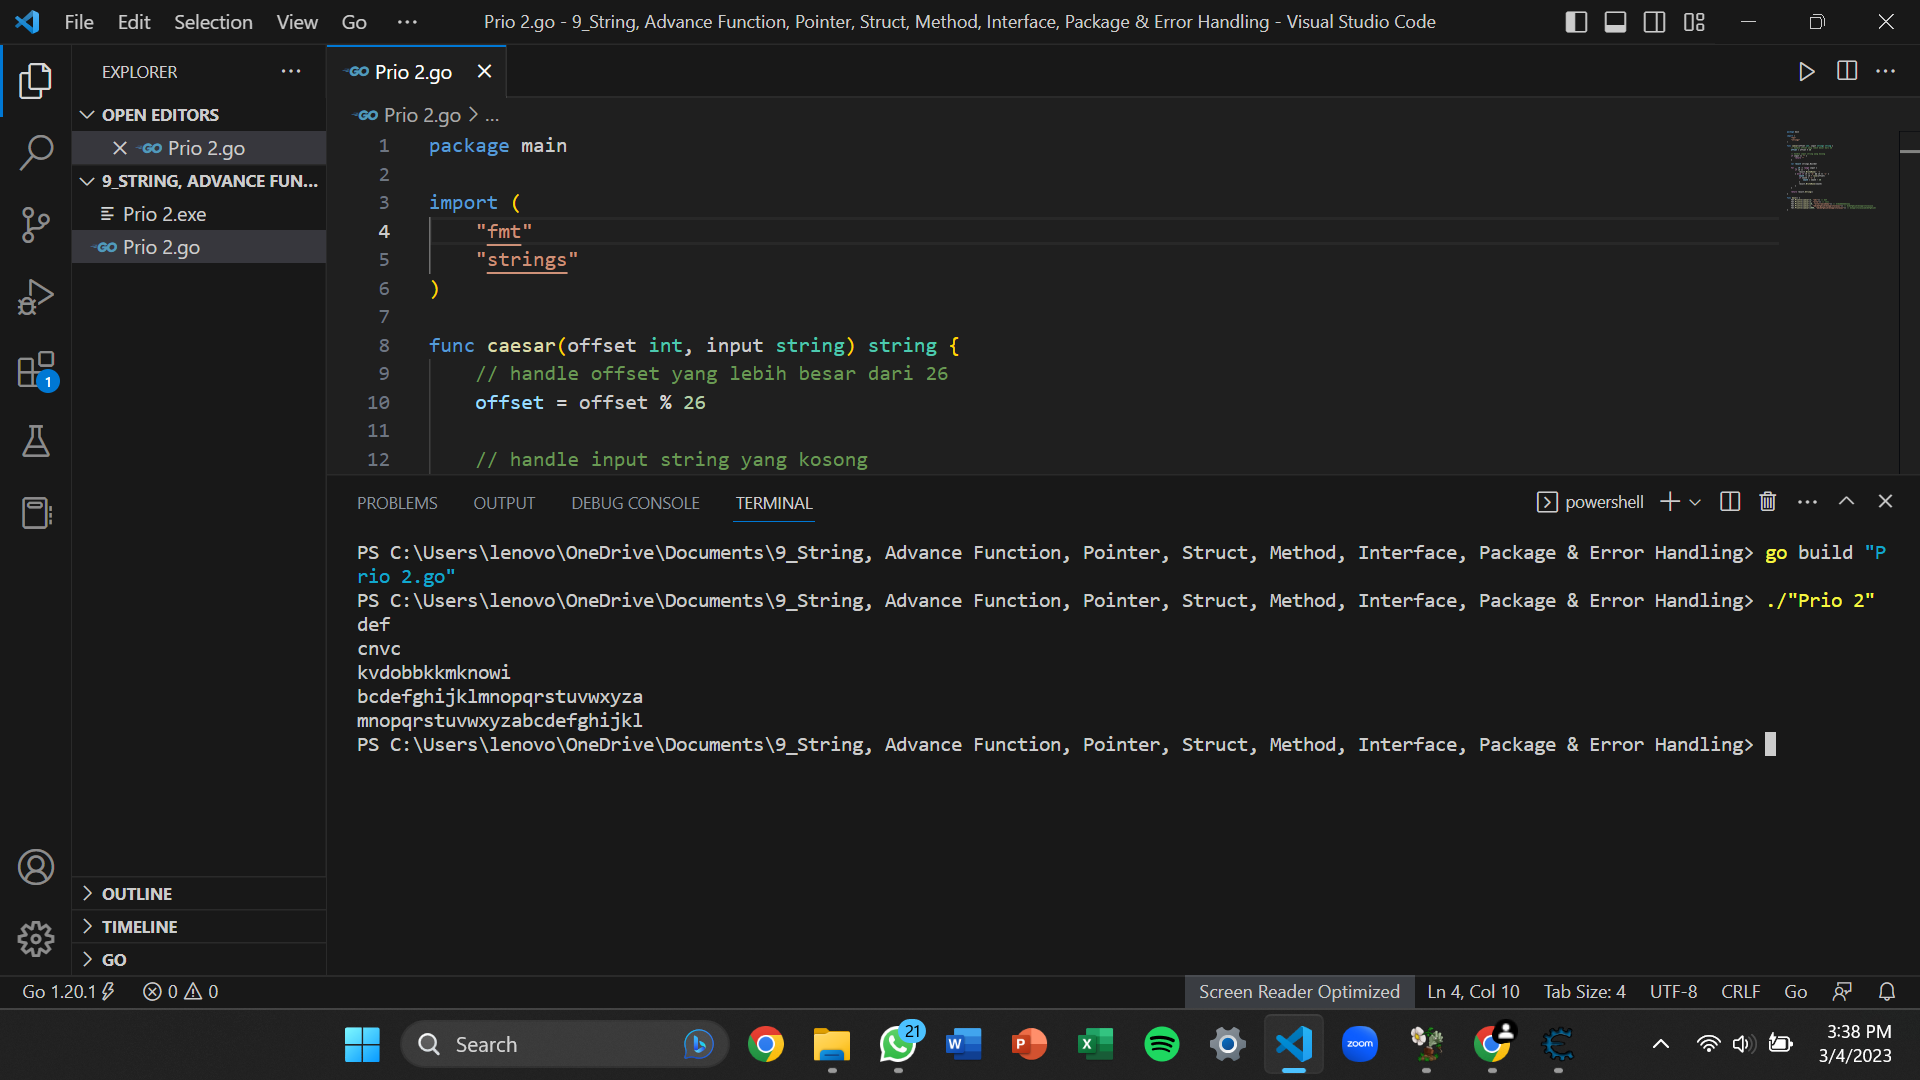 File Edit Selection View Go ··· Prio 2.go - 9_String, Advance Function, Pointer, Struct, Method, Interface, Package & Error Handling - Visual Studio Code
EXPLORER
OPEN EDITORS
GO Prio 2.go
9_STRING, ADVANCE FUN...
Prio 2.exe
GO Prio 2.go
1
OUTLINE
TIMELINE
GO
GO Prio 2.go
GO Prio 2.go > ...
1 package main
2
3 import (
4 "fmt"
5 "strings"
6 )
7
8 func caesar(offset int, input string) string {
9 // handle offset yang lebih besar dari 26
10 offset = offset % 26
11
12 // handle input string yang kosong
PROBLEMS OUTPUT DEBUG CONSOLE TERMINAL powershell
PS C:\Users\lenovo\OneDrive\Documents\9_String, Advance Function, Pointer, Struct, Method, Interface, Package & Error Handling> go build "P
rio 2.go"
PS C:\Users\lenovo\OneDrive\Documents\9_String, Advance Function, Pointer, Struct, Method, Interface, Package & Error Handling> ./"Prio 2"
def
cnvc
kvdobbkkmknowi
bcdefghijklmnopqrstuvwxyza
mnopqrstuvwxyzabcdefghijkl
PS C:\Users\lenovo\OneDrive\Documents\9_String, Advance Function, Pointer, Struct, Method, Interface, Package & Error Handling>
Go 1.20.1 0 0 Screen Reader Optimized Ln 4, Col 10 Tab Size: 4 UTF-8 CRLF Go
Search 21 W P X zoom 3:38 PM
3/4/2023